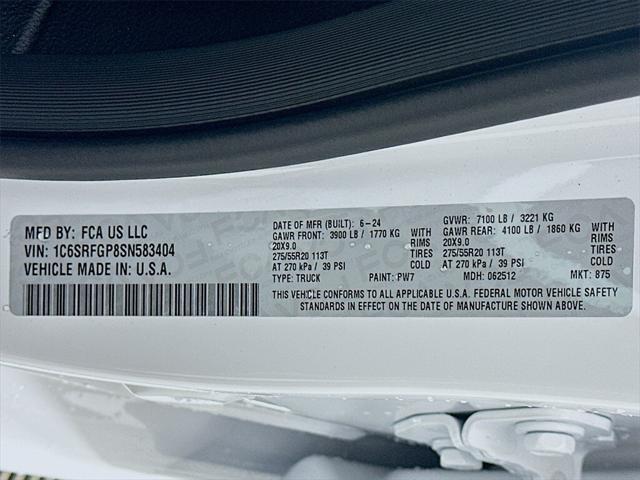 MFD BY: FCA US LLC
VIN: 1C6SRFGP8SN583404
VEHICLE MADE IN: U.S.A.
DATE OF MFR (BUILT): 6-24
GAWR FRONT: 3900 LB / 1770 KG WITH
20X9.0 RIMS
275/55R20 113T TIRES
AT 270 kPa / 39 PSI COLD
TYPE: TRUCK PAINT: PW7
GVWR: 7100 LB / 3221 KG
GAWR REAR: 4100 LB / 1860 KG WITH
20X9.0 RIMS
275/55R20 113T TIRES
AT 270 kPa / 39 PSI COLD
MDH: 062512 MKT: 875
THIS VEHICLE CONFORMS TO ALL APPLICABLE U.S.A. FEDERAL MOTOR VEHICLE SAFETY
STANDARDS IN EFFECT ON THE DATE OF MANUFACTURE SHOWN ABOVE.